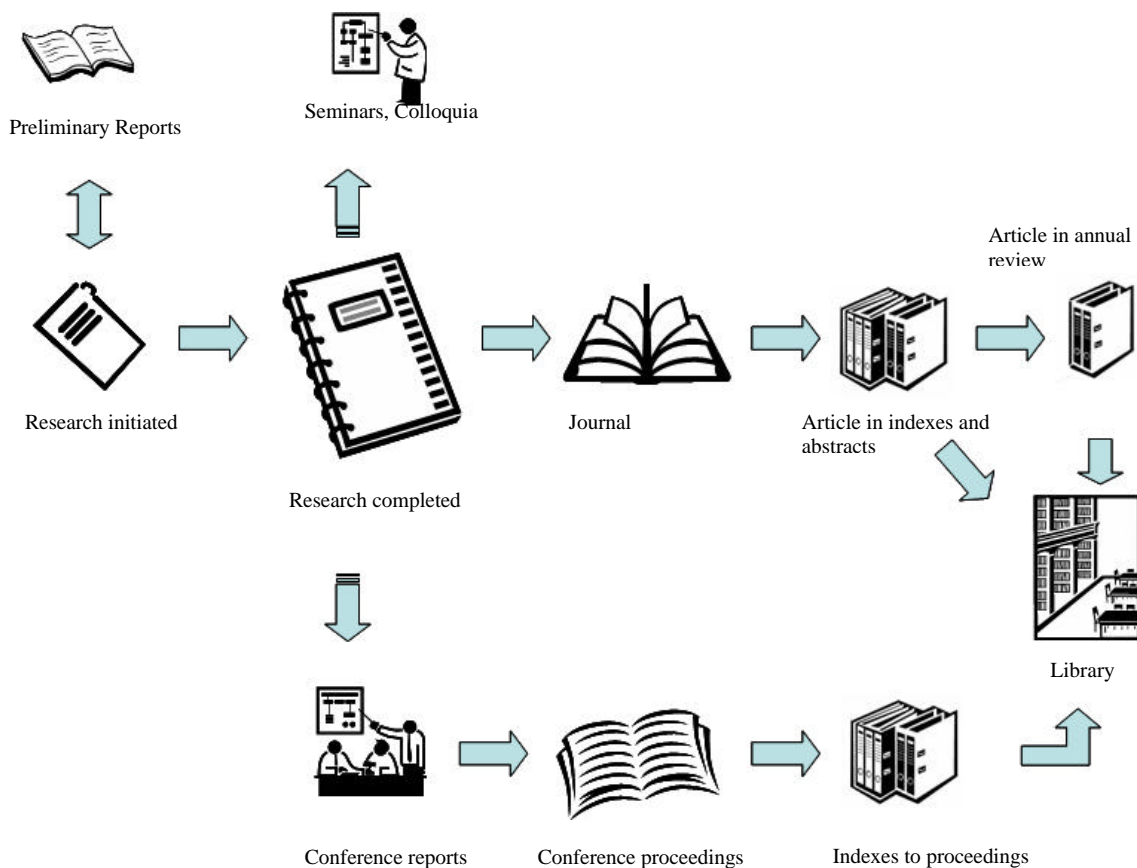 Preliminary Reports
Seminars, Colloquia
Article in annual
review
Research initiated
Journal
Article in indexes and
abstracts
Research completed
Library
Conference reports
Conference proceedings
Indexes to proceedings